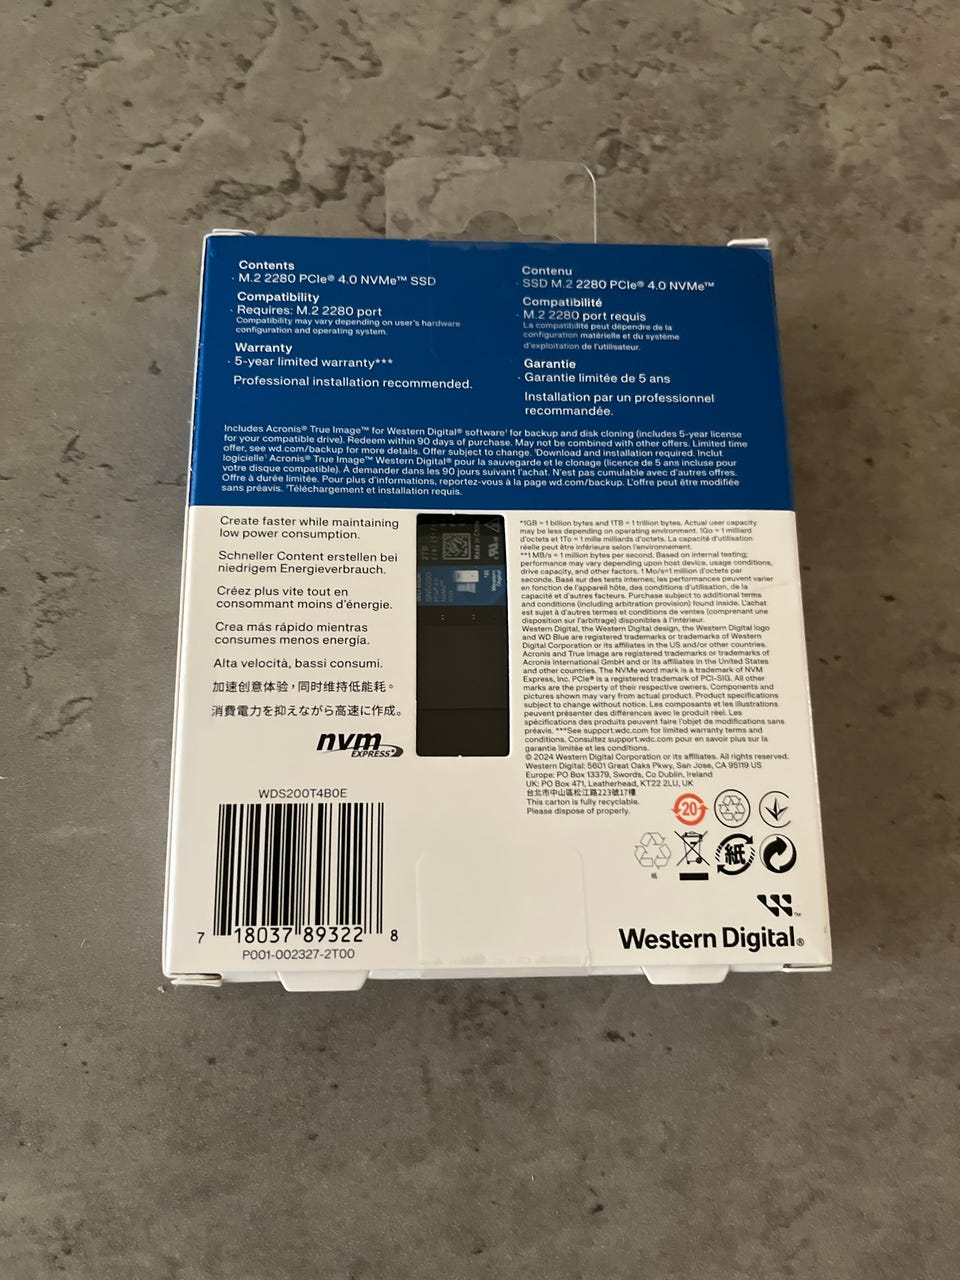 Contents
· M.2 2280 PCIe® 4.0 NVMe™ SSD
Compatibility
· Requires: M.2 2280 port
Compatibility may vary depending on user's hardware
configuration and operating system.
Warranty
· 5-year limited warranty***
Professional installation recommended.
Contenu
· SSD M.2 2280 PCIe® 4.0 NVMe™
Compatibilité
· M.2 2280 port requis
La compatibilité peut dépendre de la
configuration matérielle et du système
d'exploitation de l'utilisateur.
Garantie
· Garantie limitée de 5 ans
Installation par un professionnel
recommandée.
Includes Acronis® True Image™ for Western Digital® software¹ for backup and disk cloning (includes 5-year license
for your compatible drive). Redeem within 90 days of purchase. May not be combined with other offers. Limited time
offer, see wd.com/backup for more details. Offer subject to change. ¹Download and installation required. Inclut
logicielle¹ Acronis® True Image™ Western Digital® pour la sauvegarde et le clonage (licence de 5 ans incluse pour
votre disque compatible). À demander dans les 90 jours suivant l'achat. N'est pas cumulable avec d'autres offres.
Offre à durée limitée. Pour plus d'informations, reportez-vous à la page wd.com/backup. L'offre peut être modifiée
sans préavis. ¹Téléchargement et installation requis.
Create faster while maintaining
low power consumption.
Schneller Content erstellen bei
niedrigem Energieverbrauch.
Créez plus vite tout en
consommant moins d'énergie.
Crea más rápido mientras
consumes menos energía.
Alta velocità, bassi consumi.
加速创意体验，同时维持低能耗。
消費電力を抑えながら高速に作成。
nvm
EXPRESS
2TB
Made in China
SN5000
Western
Digital
*1GB = 1 billion bytes and 1TB = 1 trillion bytes. Actual user capacity
may be less depending on operating environment. 1Go = 1 milliard
d'octets et 1To = 1 mille milliards d'octets. La capacité d'utilisation
réelle peut être inférieure selon l'environnement.
**1 MB/s = 1 million bytes per second. Based on internal testing;
performance may vary depending upon host device, usage conditions,
drive capacity, and other factors. 1 Mo/s=1 million d'octets par
seconde. Basé sur des tests internes; les performances peuvent varier
en fonction de l'appareil hôte, des conditions d'utilisation, de la
capacité et d'autres facteurs. Purchase subject to additional terms
and conditions (including arbitration provision) found inside. L'achat
est sujet à d'autres termes et conditions de ventes (comprenant une
disposition sur l'arbitrage) disponibles à l'intérieur.
Western Digital, the Western Digital design, the Western Digital logo
and WD Blue are registered trademarks or trademarks of Western
Digital Corporation or its affiliates in the US and/or other countries.
Acronis and True Image are registered trademarks or trademarks of
Acronis International GmbH and or its affiliates in the United States
and other countries. The NVMe word mark is a trademark of NVM
Express, Inc. PCIe® is a registered trademark of PCI-SIG. All other
marks are the property of their respective owners. Components and
pictures shown may vary from actual product. Product specifications
subject to change without notice. Les composants et les illustrations
peuvent présenter des différences avec le produit réel. Les
spécifications des produits peuvent faire l'objet de modifications sans
préavis. ***See support.wdc.com for limited warranty terms and
conditions. Consultez support.wdc.com pour en savoir plus sur la
garantie limitée et les conditions.
© 2024 Western Digital Corporation or its affiliates. All rights reserved.
Western Digital: 5601 Great Oaks Pkwy, San Jose, CA 95119 US
Europe: PO Box 13379, Swords, Co Dublin, Ireland
UK: PO Box 471, Leatherhead, KT22 2LU, UK
台北市中山區松江路223號17樓
This carton is fully recyclable.
Please dispose of properly.
20
紙
纸
WDS200T4B0E
7 18037 89322 8
P001-002327-2T00
Western Digital®